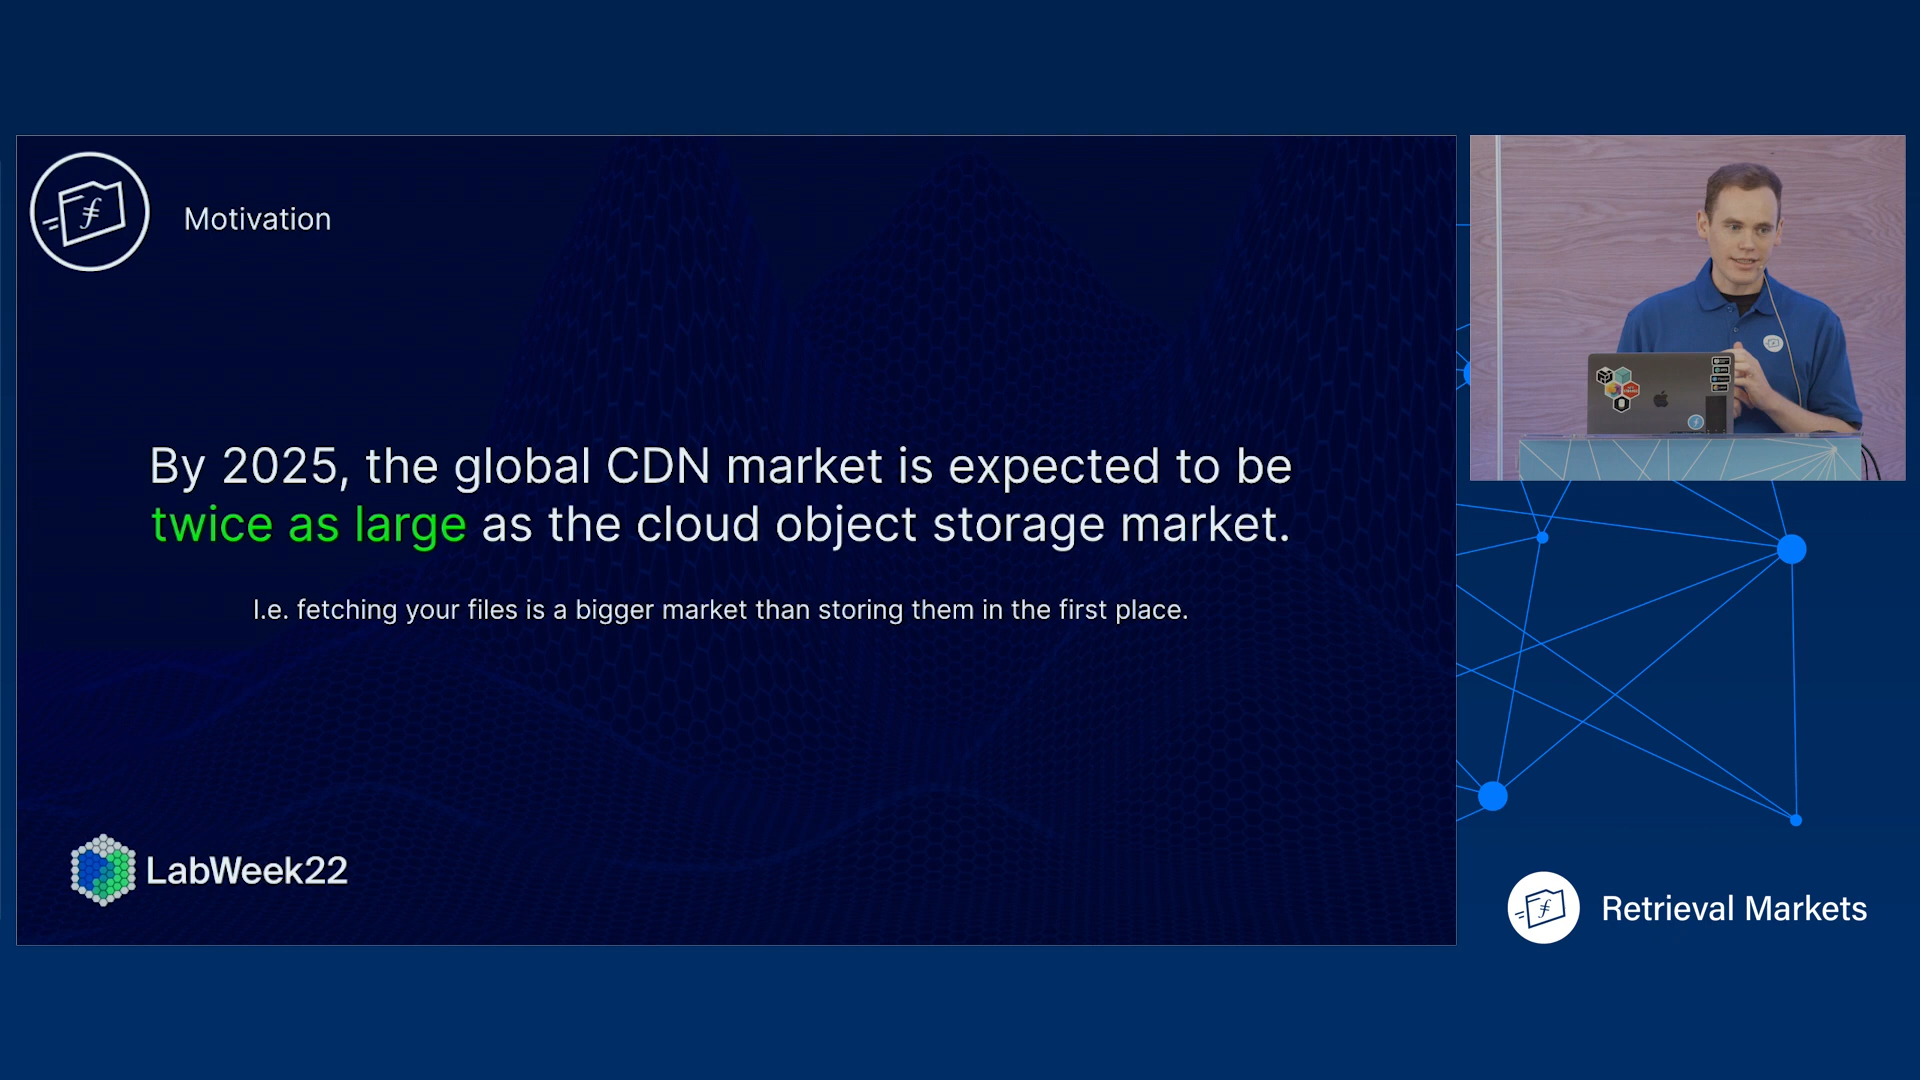 Motivation
By 2025, the global CDN market is expected to be
twice as large as the cloud object storage market.
I.e. fetching your files is a bigger market than storing them in the first place.
LabWeek22
Retrieval Markets